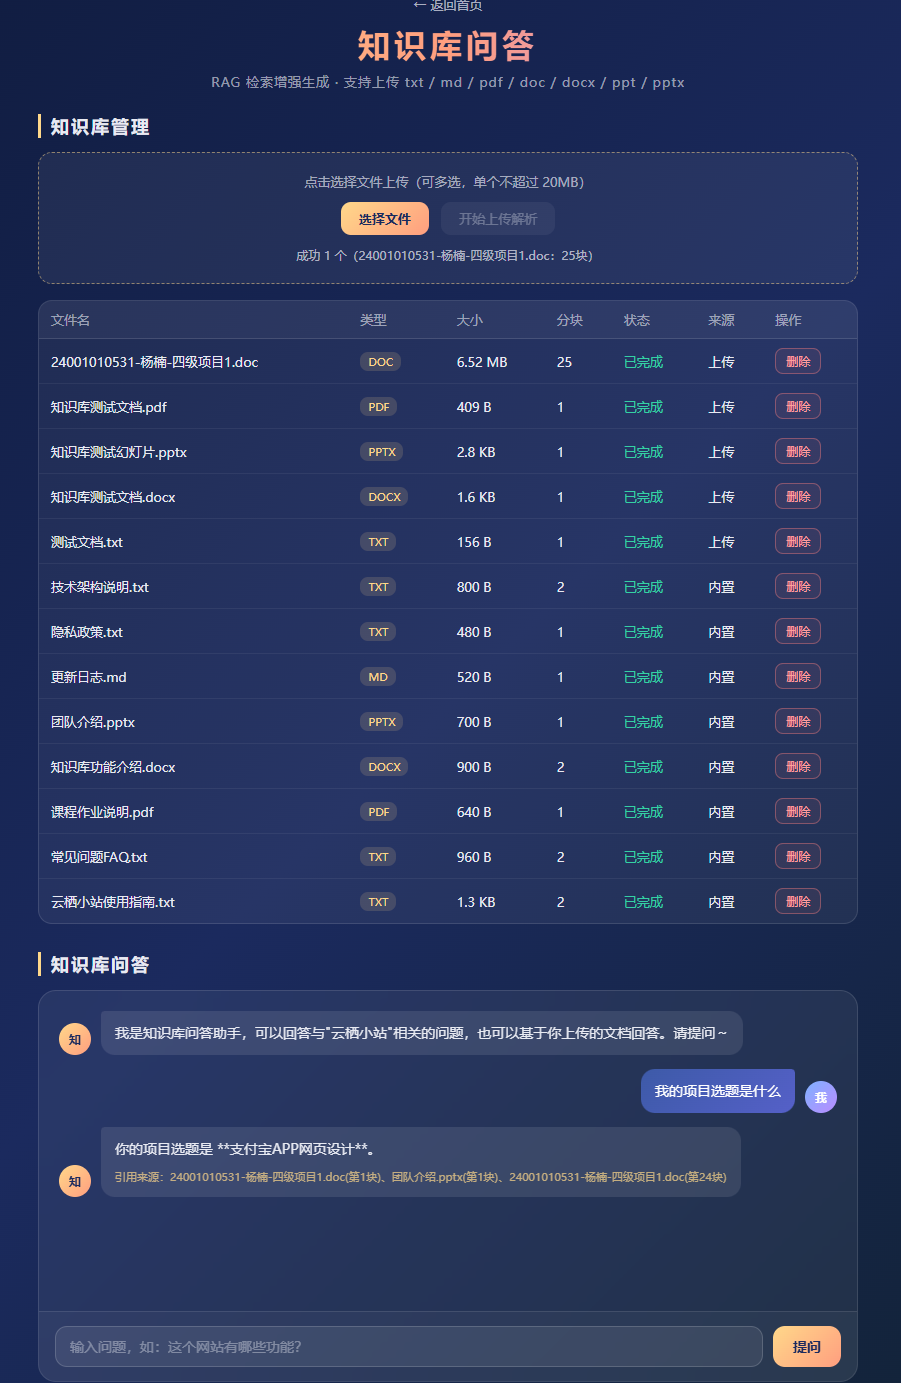 ← 返回首页
知识库问答
RAG 检索增强生成 · 支持上传 txt / md / pdf / doc / docx / ppt / pptx
知识库管理
点击选择文件上传（可多选，单个不超过 20MB）
选择文件 开始上传解析
成功 1 个（24001010531-杨楠-四级项目1.doc：25块）
文件名 类型 大小 分块 状态 来源 操作
24001010531-杨楠-四级项目1.doc DOC 6.52 MB 25 已完成 上传 删除
知识库测试文档.pdf PDF 409 B 1 已完成 上传 删除
知识库测试幻灯片.pptx PPTX 2.8 KB 1 已完成 上传 删除
知识库测试文档.docx DOCX 1.6 KB 1 已完成 上传 删除
测试文档.txt TXT 156 B 1 已完成 上传 删除
技术架构说明.txt TXT 800 B 2 已完成 内置 删除
隐私政策.txt TXT 480 B 1 已完成 内置 删除
更新日志.md MD 520 B 1 已完成 内置 删除
团队介绍.pptx PPTX 700 B 1 已完成 内置 删除
知识库功能介绍.docx DOCX 900 B 2 已完成 内置 删除
课程作业说明.pdf PDF 640 B 1 已完成 内置 删除
常见问题FAQ.txt TXT 960 B 2 已完成 内置 删除
云栖小站使用指南.txt TXT 1.3 KB 2 已完成 内置 删除
知识库问答
知 我是知识库问答助手，可以回答与"云栖小站"相关的问题，也可以基于你上传的文档回答。请提问～
我的项目选题是什么 我
你的项目选题是 **支付宝APP网页设计**。
知 引用来源：24001010531-杨楠-四级项目1.doc(第1块)、团队介绍.pptx(第1块)、24001010531-杨楠-四级项目1.doc(第24块)
输入问题，如：这个网站有哪些功能？ 提问